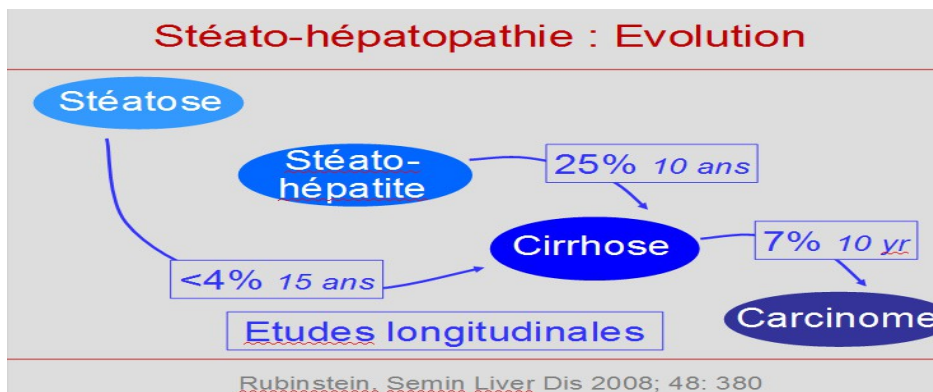 Stéato-hépatopathie : Evolution
Stéatose
Stéato-
hépatite
25% 10 ans
Cirrhose
7% 10 yr
<4% 15 ans
Carcinome
Etudes longitudinales
Rubinstein, Semin Liver Dis 2008; 48: 380